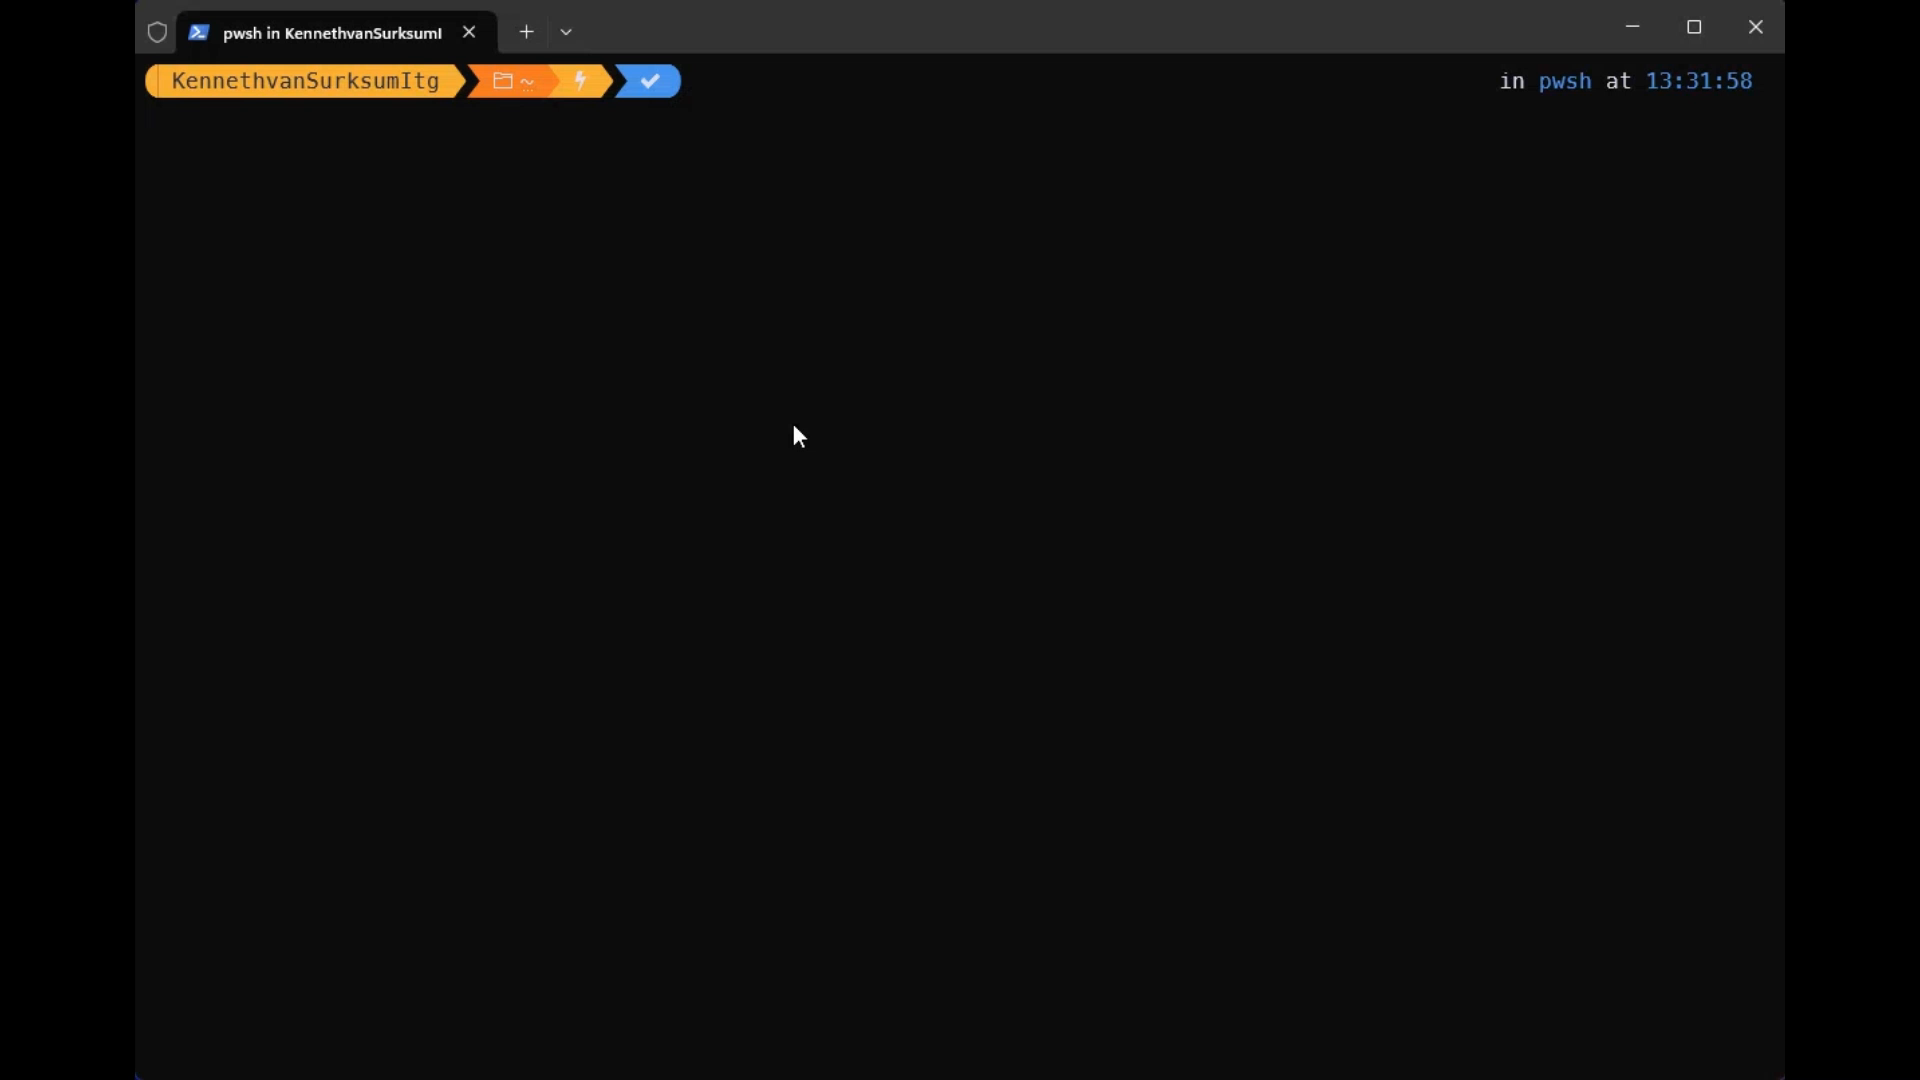 pwsh in KennethvanSurksumI
KennethvanSurksumItg ~ in pwsh at 13:31:58